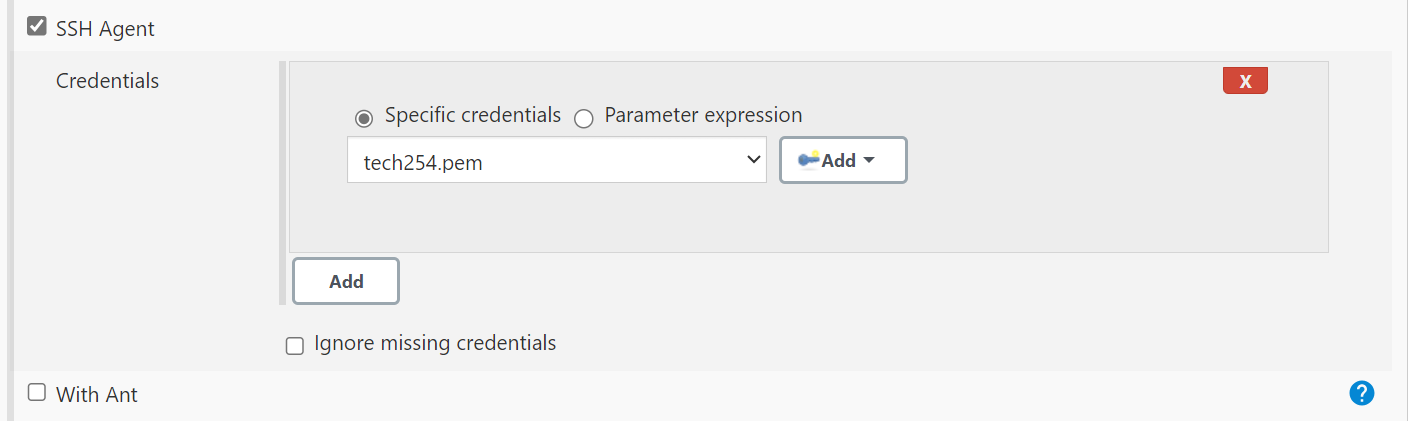 SSH Agent
Credentials
X
Specific credentials Parameter expression
tech254.pem Add
Add
Ignore missing credentials
With Ant ?